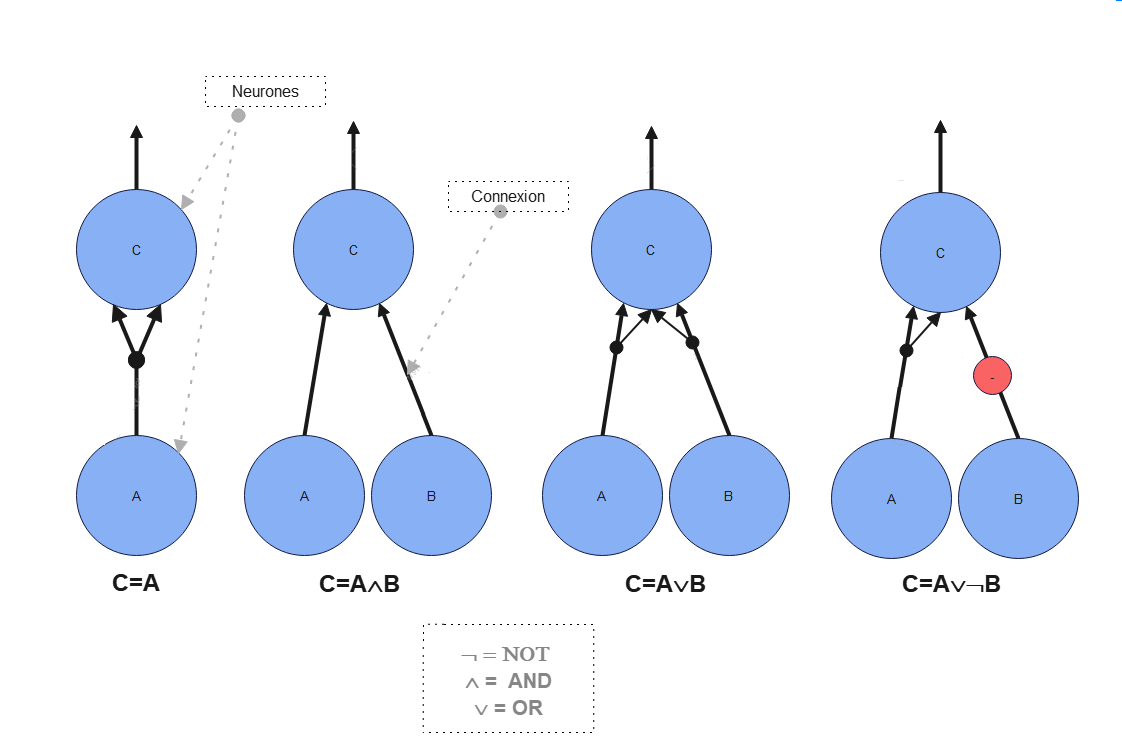 Neurones
Connexion
C
C
C
C
-
A
A
B
A
B
A
B
C=A
C=A∧B
C=A∨B
C=A∨¬B
¬ = NOT
∧ = AND
∨ = OR